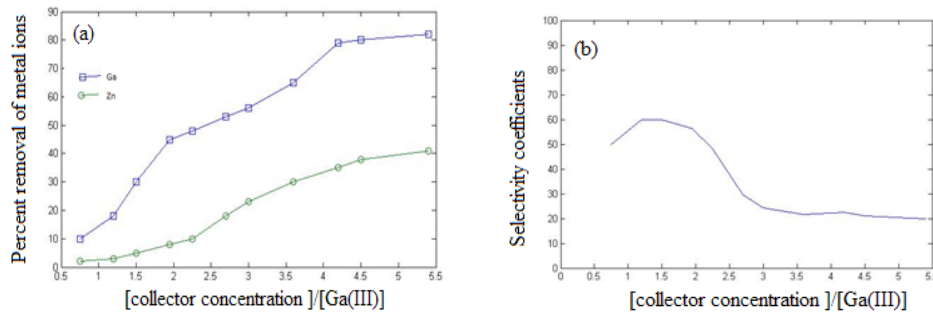 (a)
Percent removal of metal ions
90
80
70
60
50
40
30
20
10
0
Ga
Zn
0.5 1 1.5 2 2.5 3 3.5 4 4.5 5 5.5
[collector concentration ]/[Ga(III)]
(b)
Selectivity coefficients
100
90
80
70
60
50
40
30
20
10
0
0 0.5 1 1.5 2 2.5 3 3.5 4 4.5 5
[collector concentration ]/[Ga(III)]